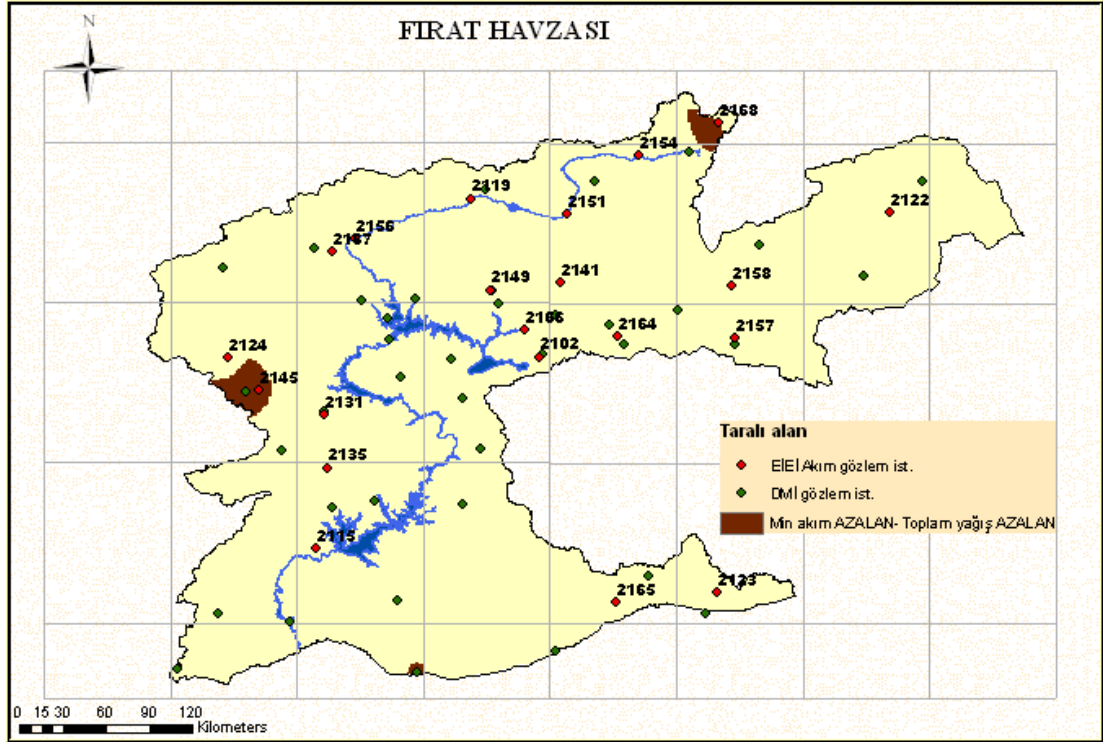 FIRAT HAVZASI
N
2168
2154
2119
2151
2122
2156
2167
2141
2149
2158
2166
2164
2157
2124
2102
2145
2131
Taralı alan
EİEİ Akım gözlem ist.
2135
DMİ gözlem ist.
Min akım AZALAN- Toplam yağış AZALAN
2115
2123
2165
0 15 30 60 90 120
Kilometers